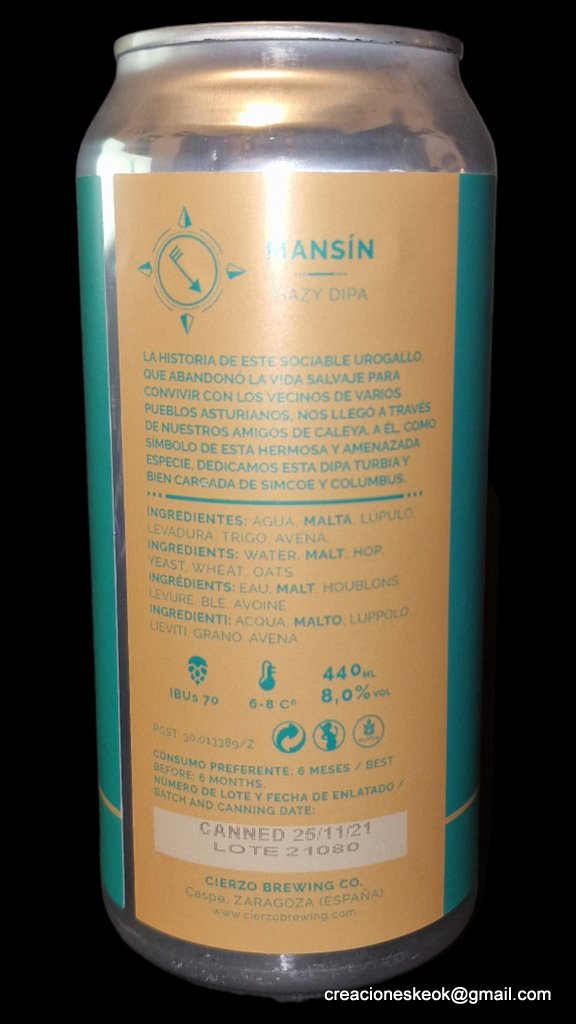 MANSÍN
HAZY DIPA
LA HISTORIA DE ESTE SOCIABLE UROGALLO,
QUE ABANDONÓ LA VIDA SALVAJE PARA
CONVIVIR CON LOS VECINOS DE VARIOS
PUEBLOS ASTURIANOS, NOS LLEGÓ A TRAVÉS
DE NUESTROS AMIGOS DE CALEYA. A ÉL, COMO
SÍMBOLO DE ESTA HERMOSA Y AMENAZADA
ESPECIE, DEDICAMOS ESTA DIPA TURBIA Y
BIEN CARGADA DE SIMCOE Y COLUMBUS.
INGREDIENTES: AGUA, MALTA, LÚPULO,
LEVADURA, TRIGO, AVENA.
INGREDIENTS: WATER, MALT, HOP,
YEAST, WHEAT, OATS
INGRÉDIENTS: EAU, MALT, HOUBLONS,
LEVURE, BLÉ, AVOINE
INGREDIENTI: ACQUA, MALTO, LUPPOLO,
LIEVITI, GRANO, AVENA
IBUs 70
6-8 Cº
440 ML
8,0% VOL
RGST: 30.013389/Z
CONSUMO PREFERENTE: 6 MESES / BEST
BEFORE: 6 MONTHS.
NÚMERO DE LOTE Y FECHA DE ENLATADO /
BATCH AND CANNING DATE:
CANNED 25/11/21
LOTE 21080
CIERZO BREWING CO.
Caspe, ZARAGOZA (ESPAÑA)
www.cierzobrewing.com
creacioneskeok@gmail.com